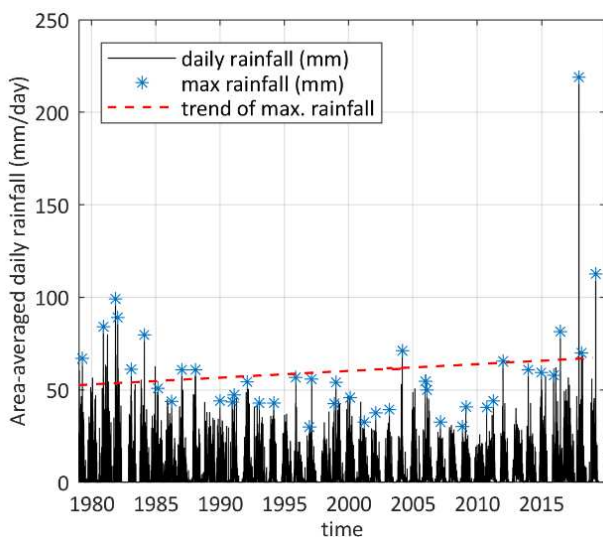 250
200
150
100
50
0
Area-averaged daily rainfall (mm/day)
daily rainfall (mm)
max rainfall (mm)
trend of max. rainfall
1980 1985 1990 1995 2000 2005 2010 2015
time